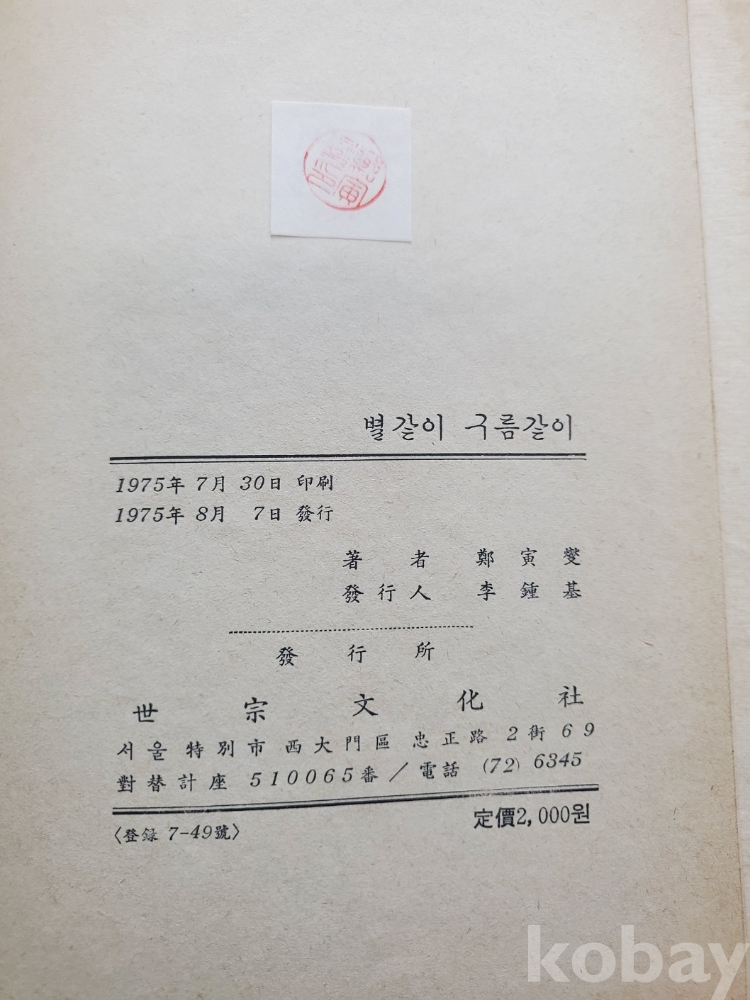 별같이 구름같이
1975年 7月 30日 印刷
1975年 8月 7日 發行
著者 鄭寅燮
發行人 李鍾基
發行所
世宗文化社
서울 特別市 西大門區 忠正路 2街 69
對替計座 510065番 / 電話 (72) 6345
〈登録 7-49號〉
定價2,000원
kobay